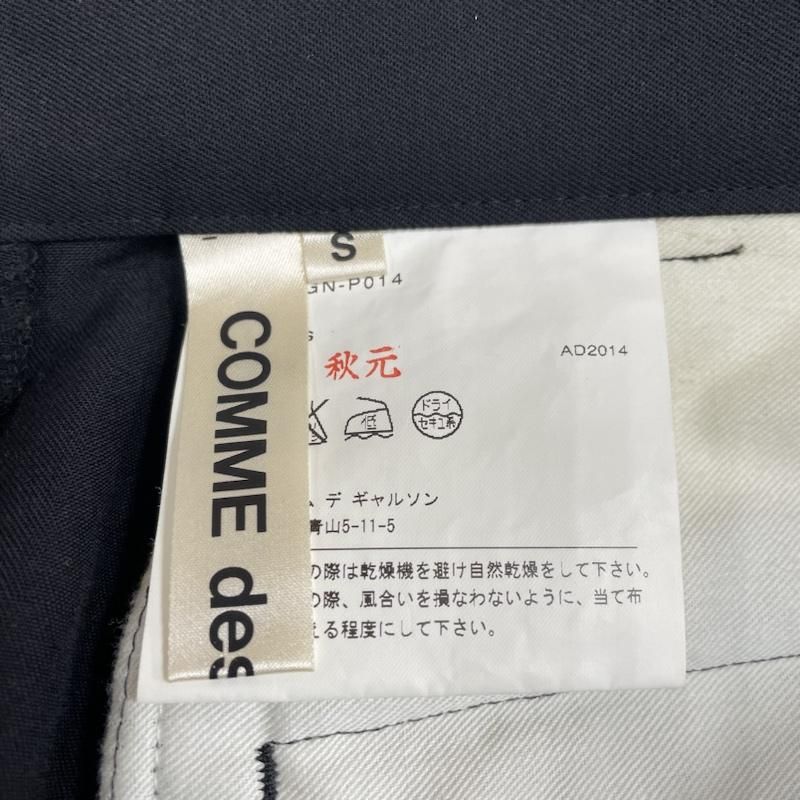 S
GN-P014
AD2014
秋元
ドライ
セキユ系
低
COMME des
ム デ ギャルソン
青山5-11-5
の際は乾燥機を避け自然乾燥をして下さい。
の際、風合いを損なわないように、当て布
える程度にして下さい。